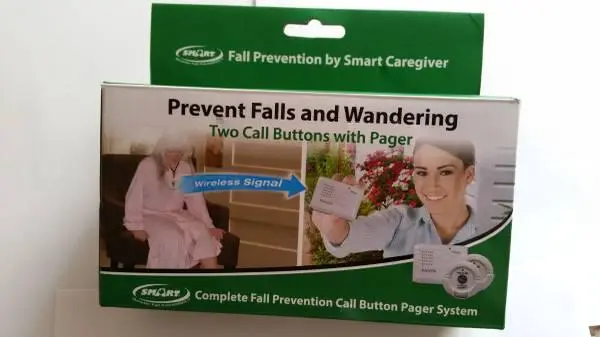 SMART
Fall Prevention by Smart Caregiver
Prevent Falls and Wandering
Two Call Buttons with Pager
Wireless Signal
SMART
Complete Fall Prevention Call Button Pager System